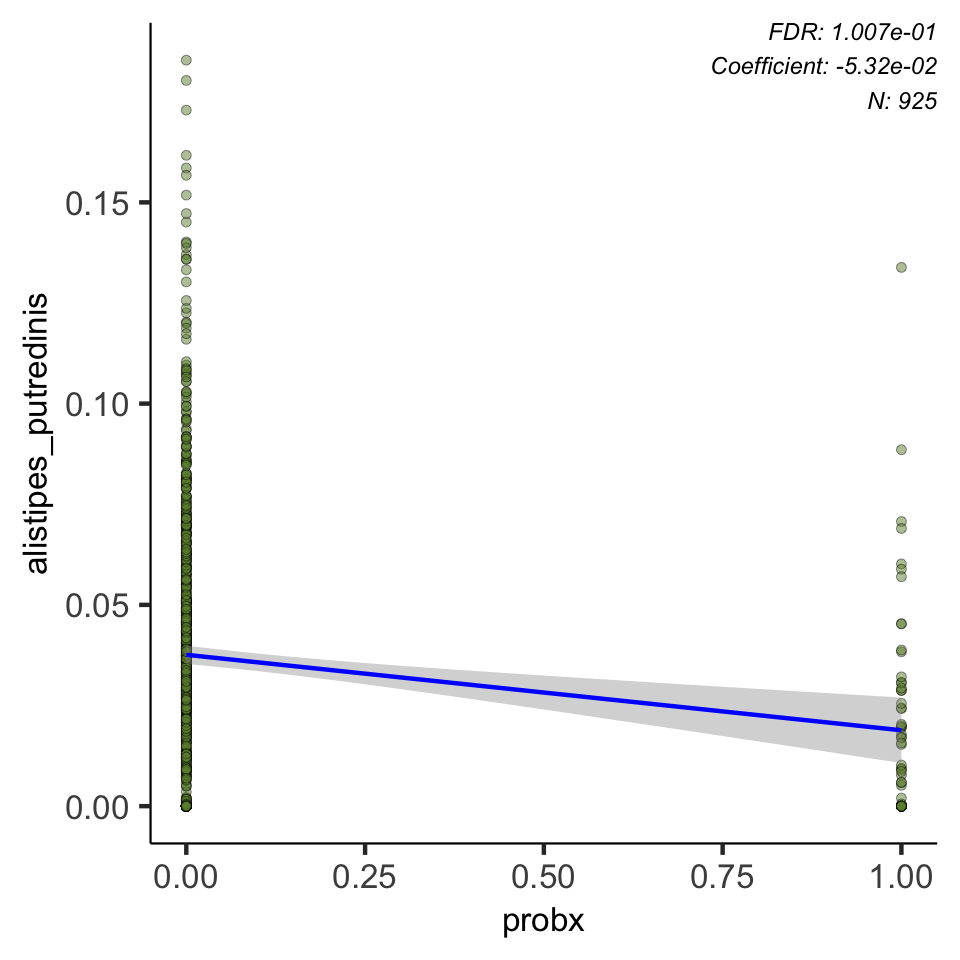 FDR: 1.007e-01
Coefficient: -5.32e-02
N: 925
0.15
0.10
0.05
0.00
alistipes_putredinis
0.00 0.25 0.50 0.75 1.00
probx